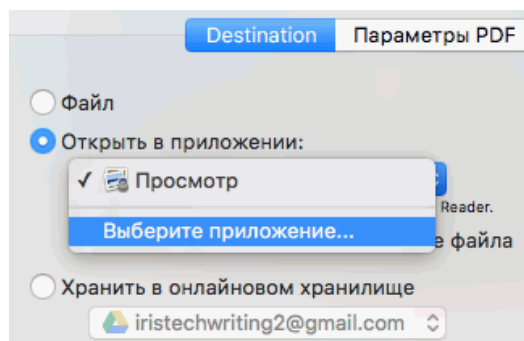 Destination Параметры PDF
Файл
Открыть в приложении:
✓ Просмотр
Reader.
Выберите приложение...
е файла
Хранить в онлайновом хранилище
iristechwriting2@gmail.com